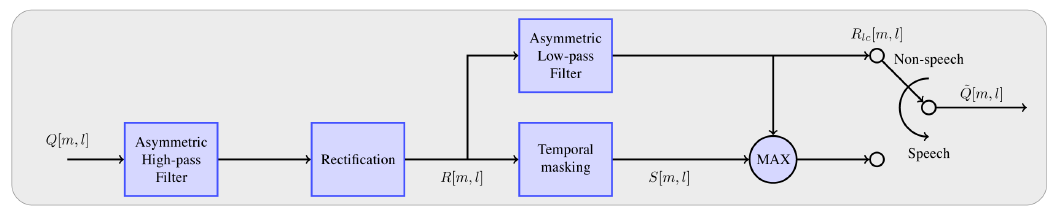 Asymmetric
Low-pass
Filter
R_{lc}[m, l]
Non-speech
Q̃[m, l]
Q[m, l]
Asymmetric
High-pass
Filter
Rectification
R[m, l]
Temporal
masking
S[m, l]
MAX
Speech